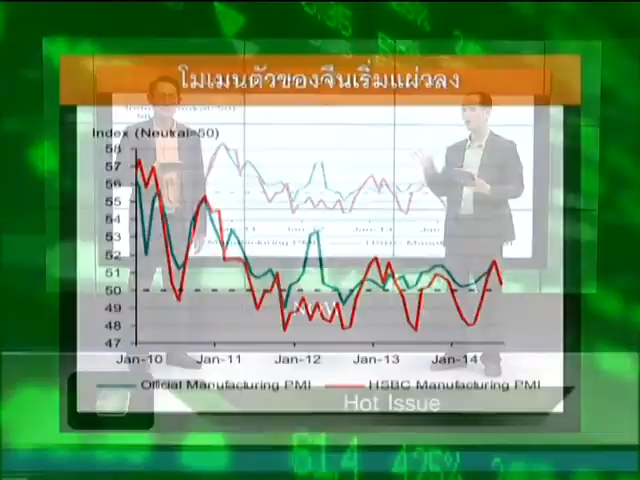 โมเมนตัวของจีนเริ่มแผ่วลง
Index (Neutral=50)
58
57
56
55
54
53
52
51
50
49
48
47
Jan-10 Jan-11 Jan-12 Jan-13 Jan-14
Official Manufacturing PMI HSBC Manufacturing PMI
Hot Issue
614 425%